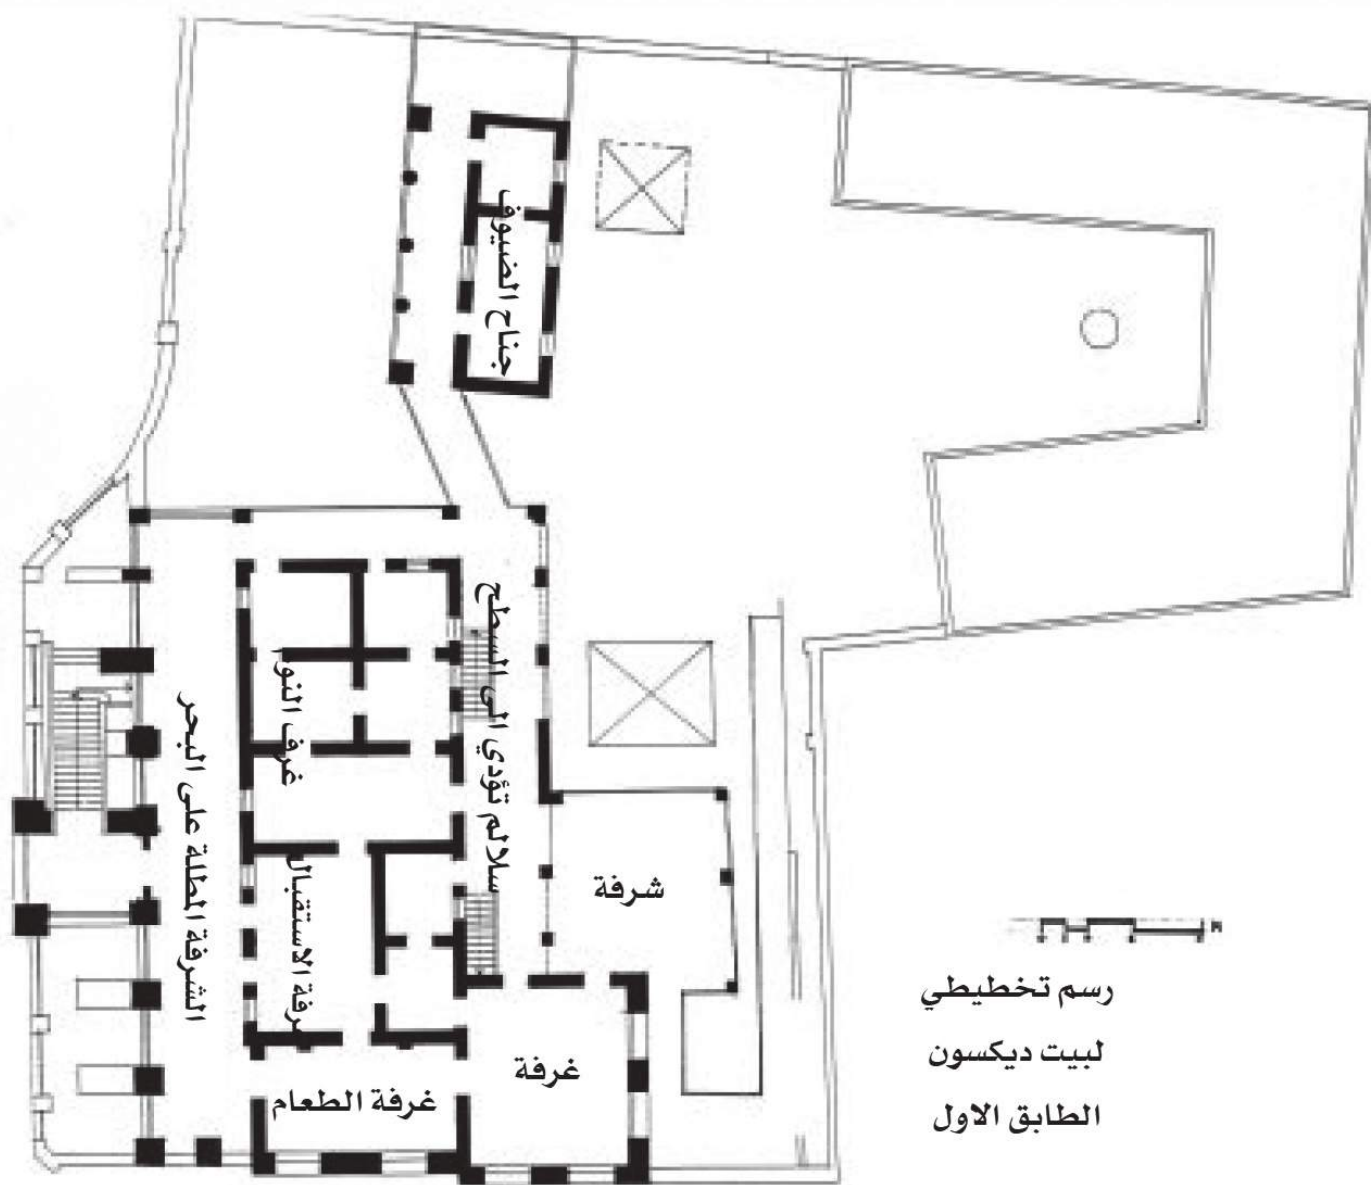 جناح الضيوف
سلالم تؤدي الى السطح
غرف النوم
الشرفة المطلة على البحر
غرفة الاستقبال
شرفة
غرفة
غرفة الطعام
رسم تخطيطي
لبيت ديكسون
الطابق الاول